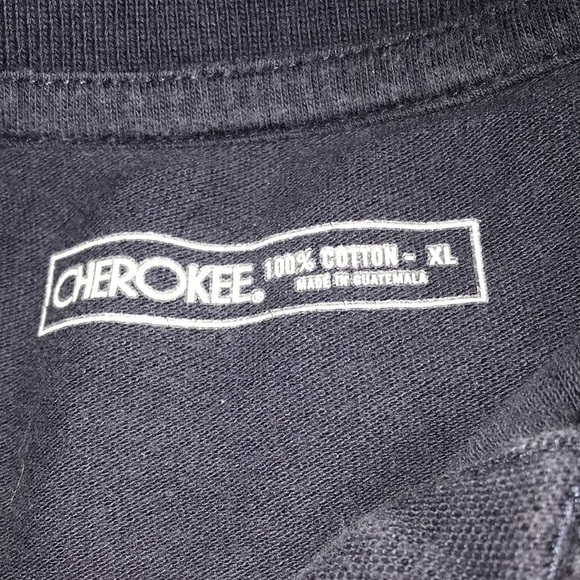 CHEROKEE®
100% COTTON - XL
MADE IN GUATEMALA